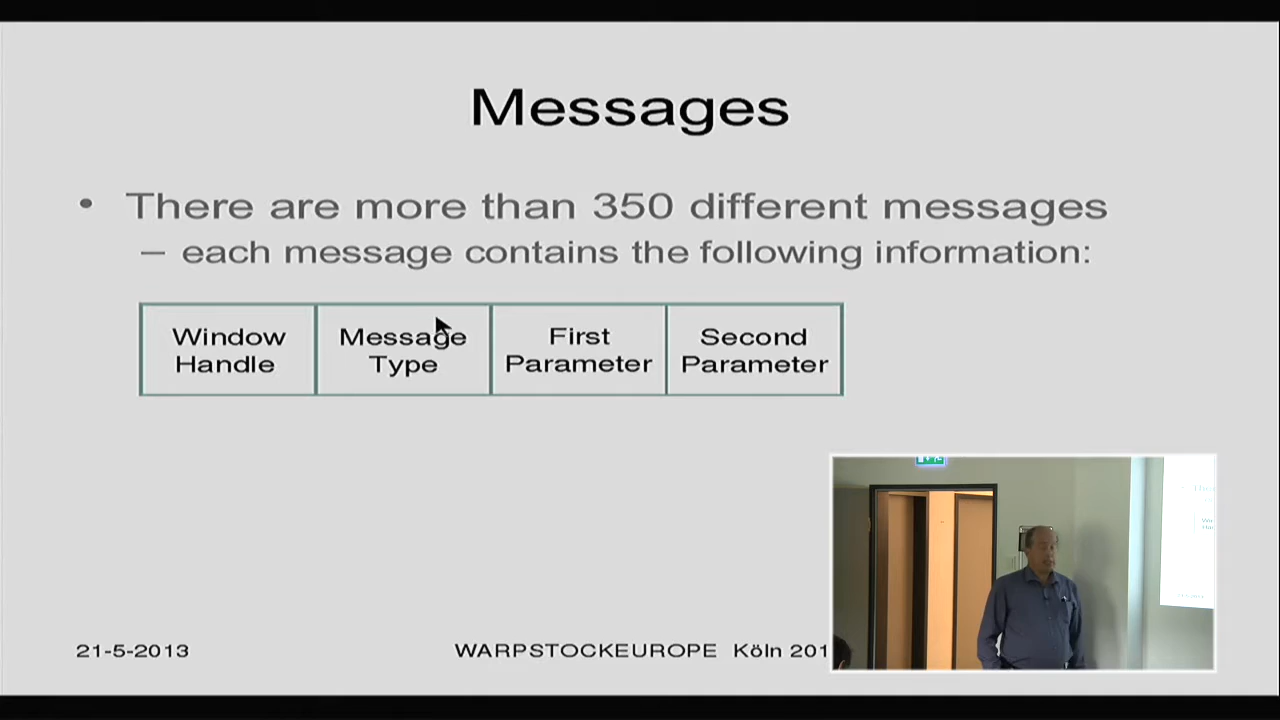 Messages
• There are more than 350 different messages
– each message contains the following information:
Window Handle
Message Type
First Parameter
Second Parameter
21-5-2013
WARPSTOCKEUROPE Köln 201